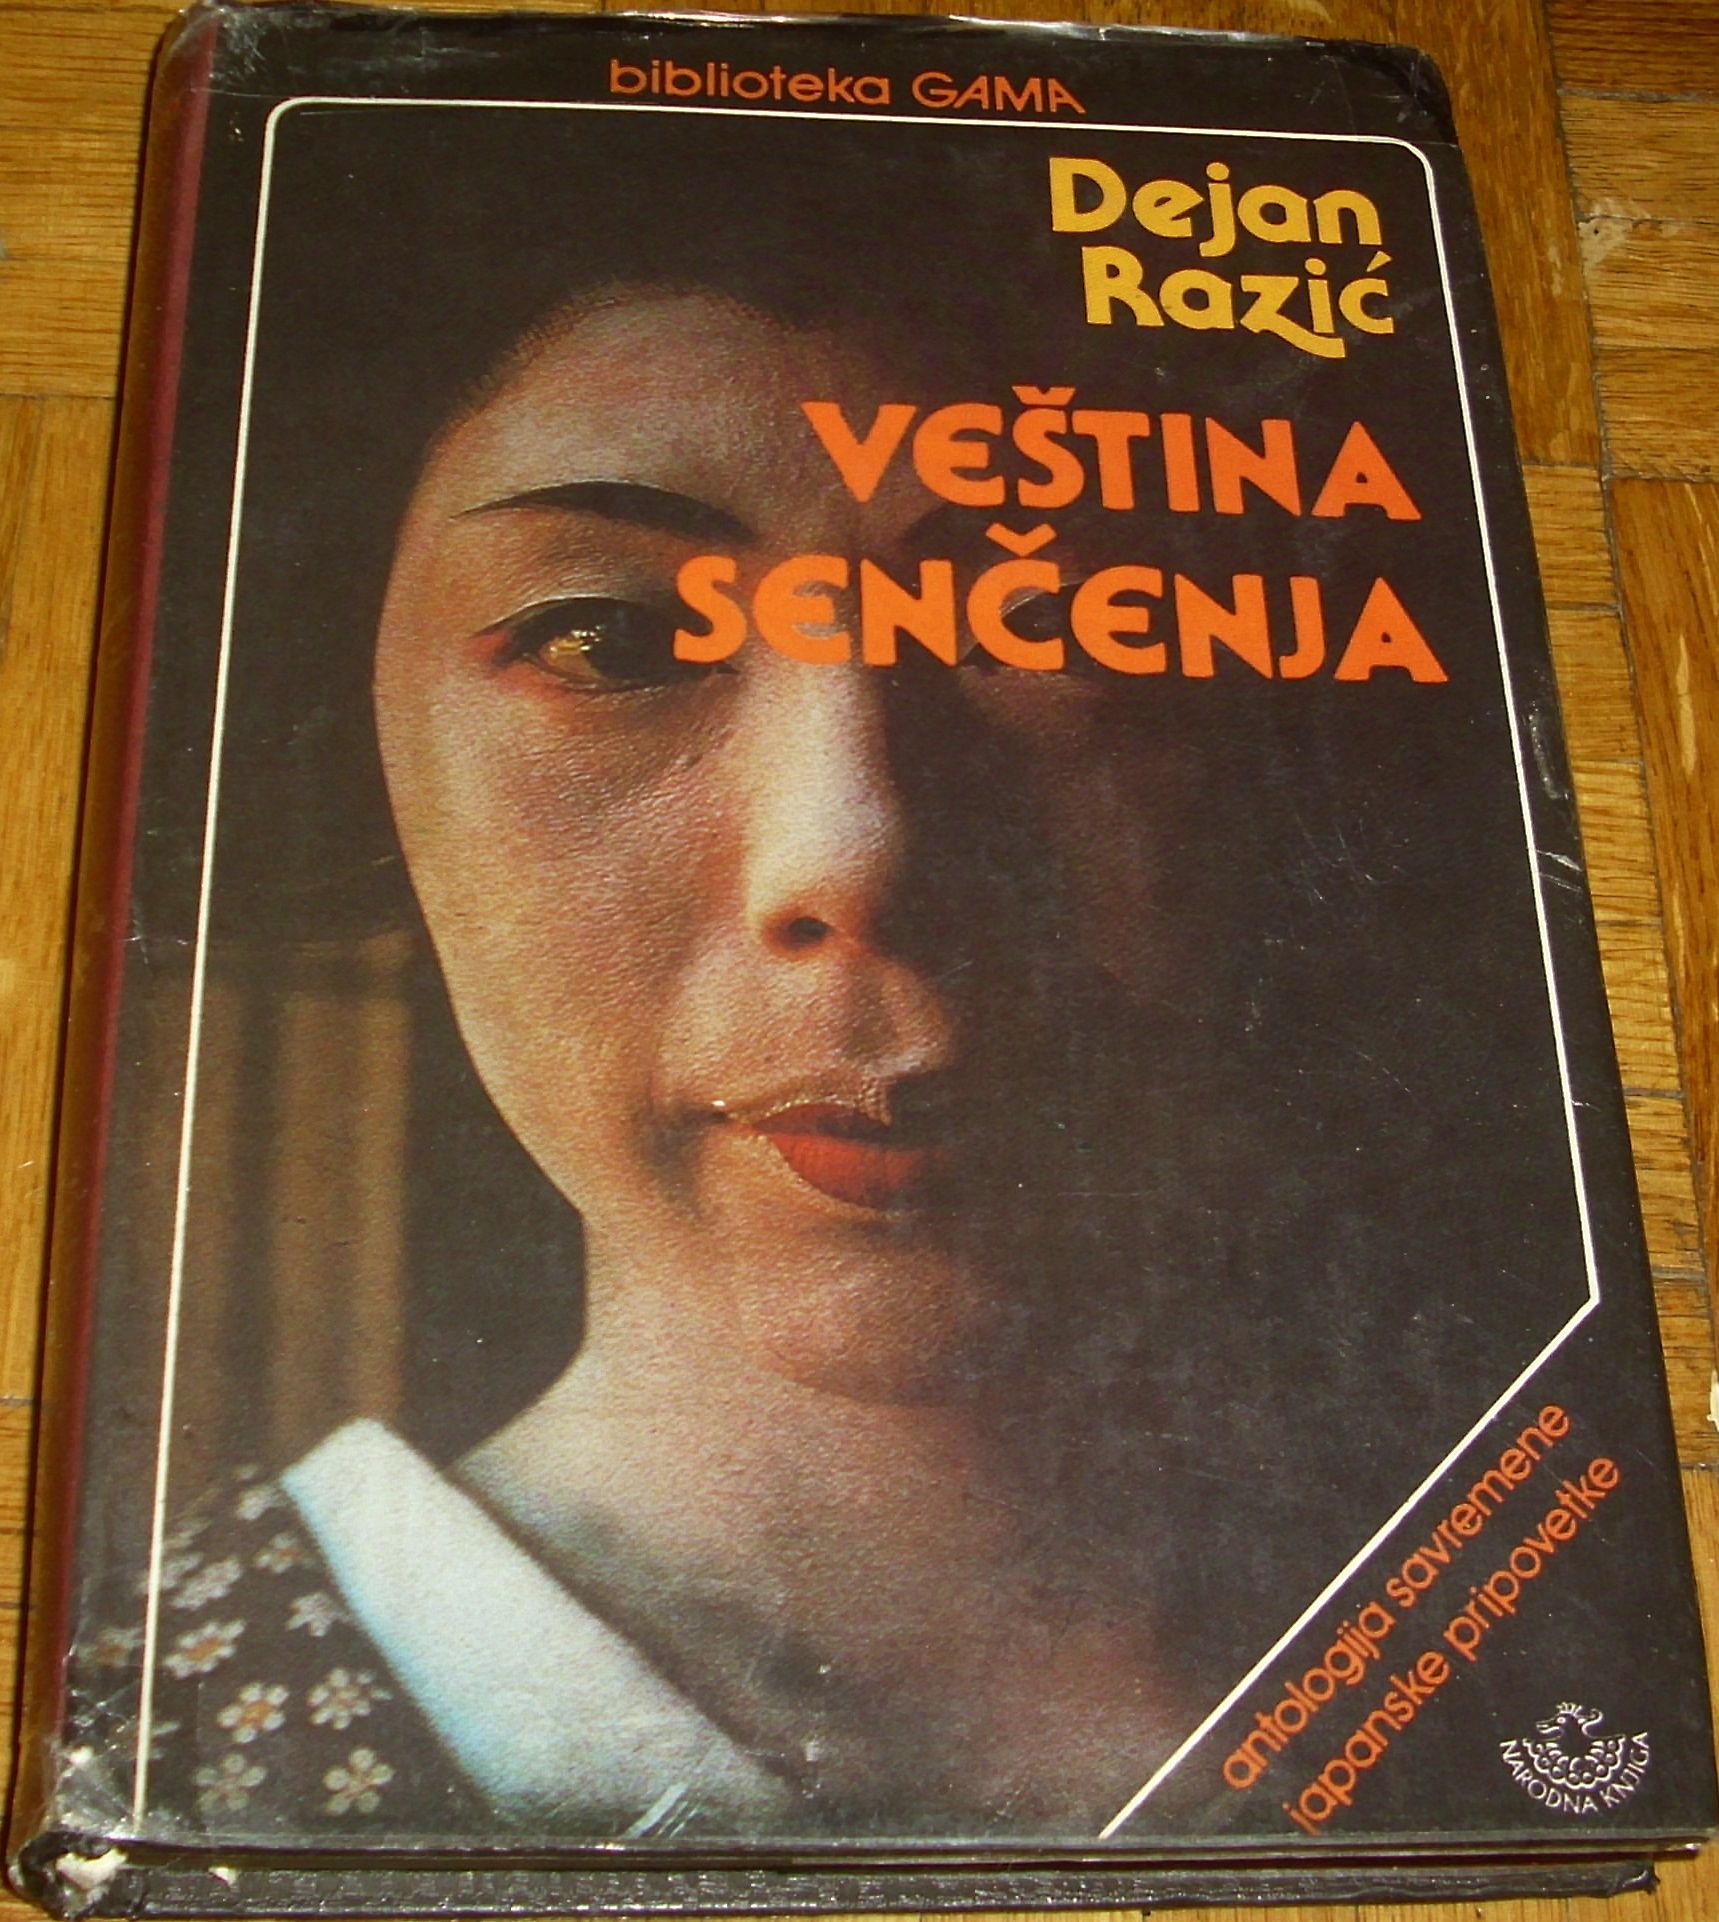 biblioteka GAMA
Dejan
Razić
VEŠTINA
SENČENJA
antologija savremene
japanske pripovetke
NARODNA KNJIGA